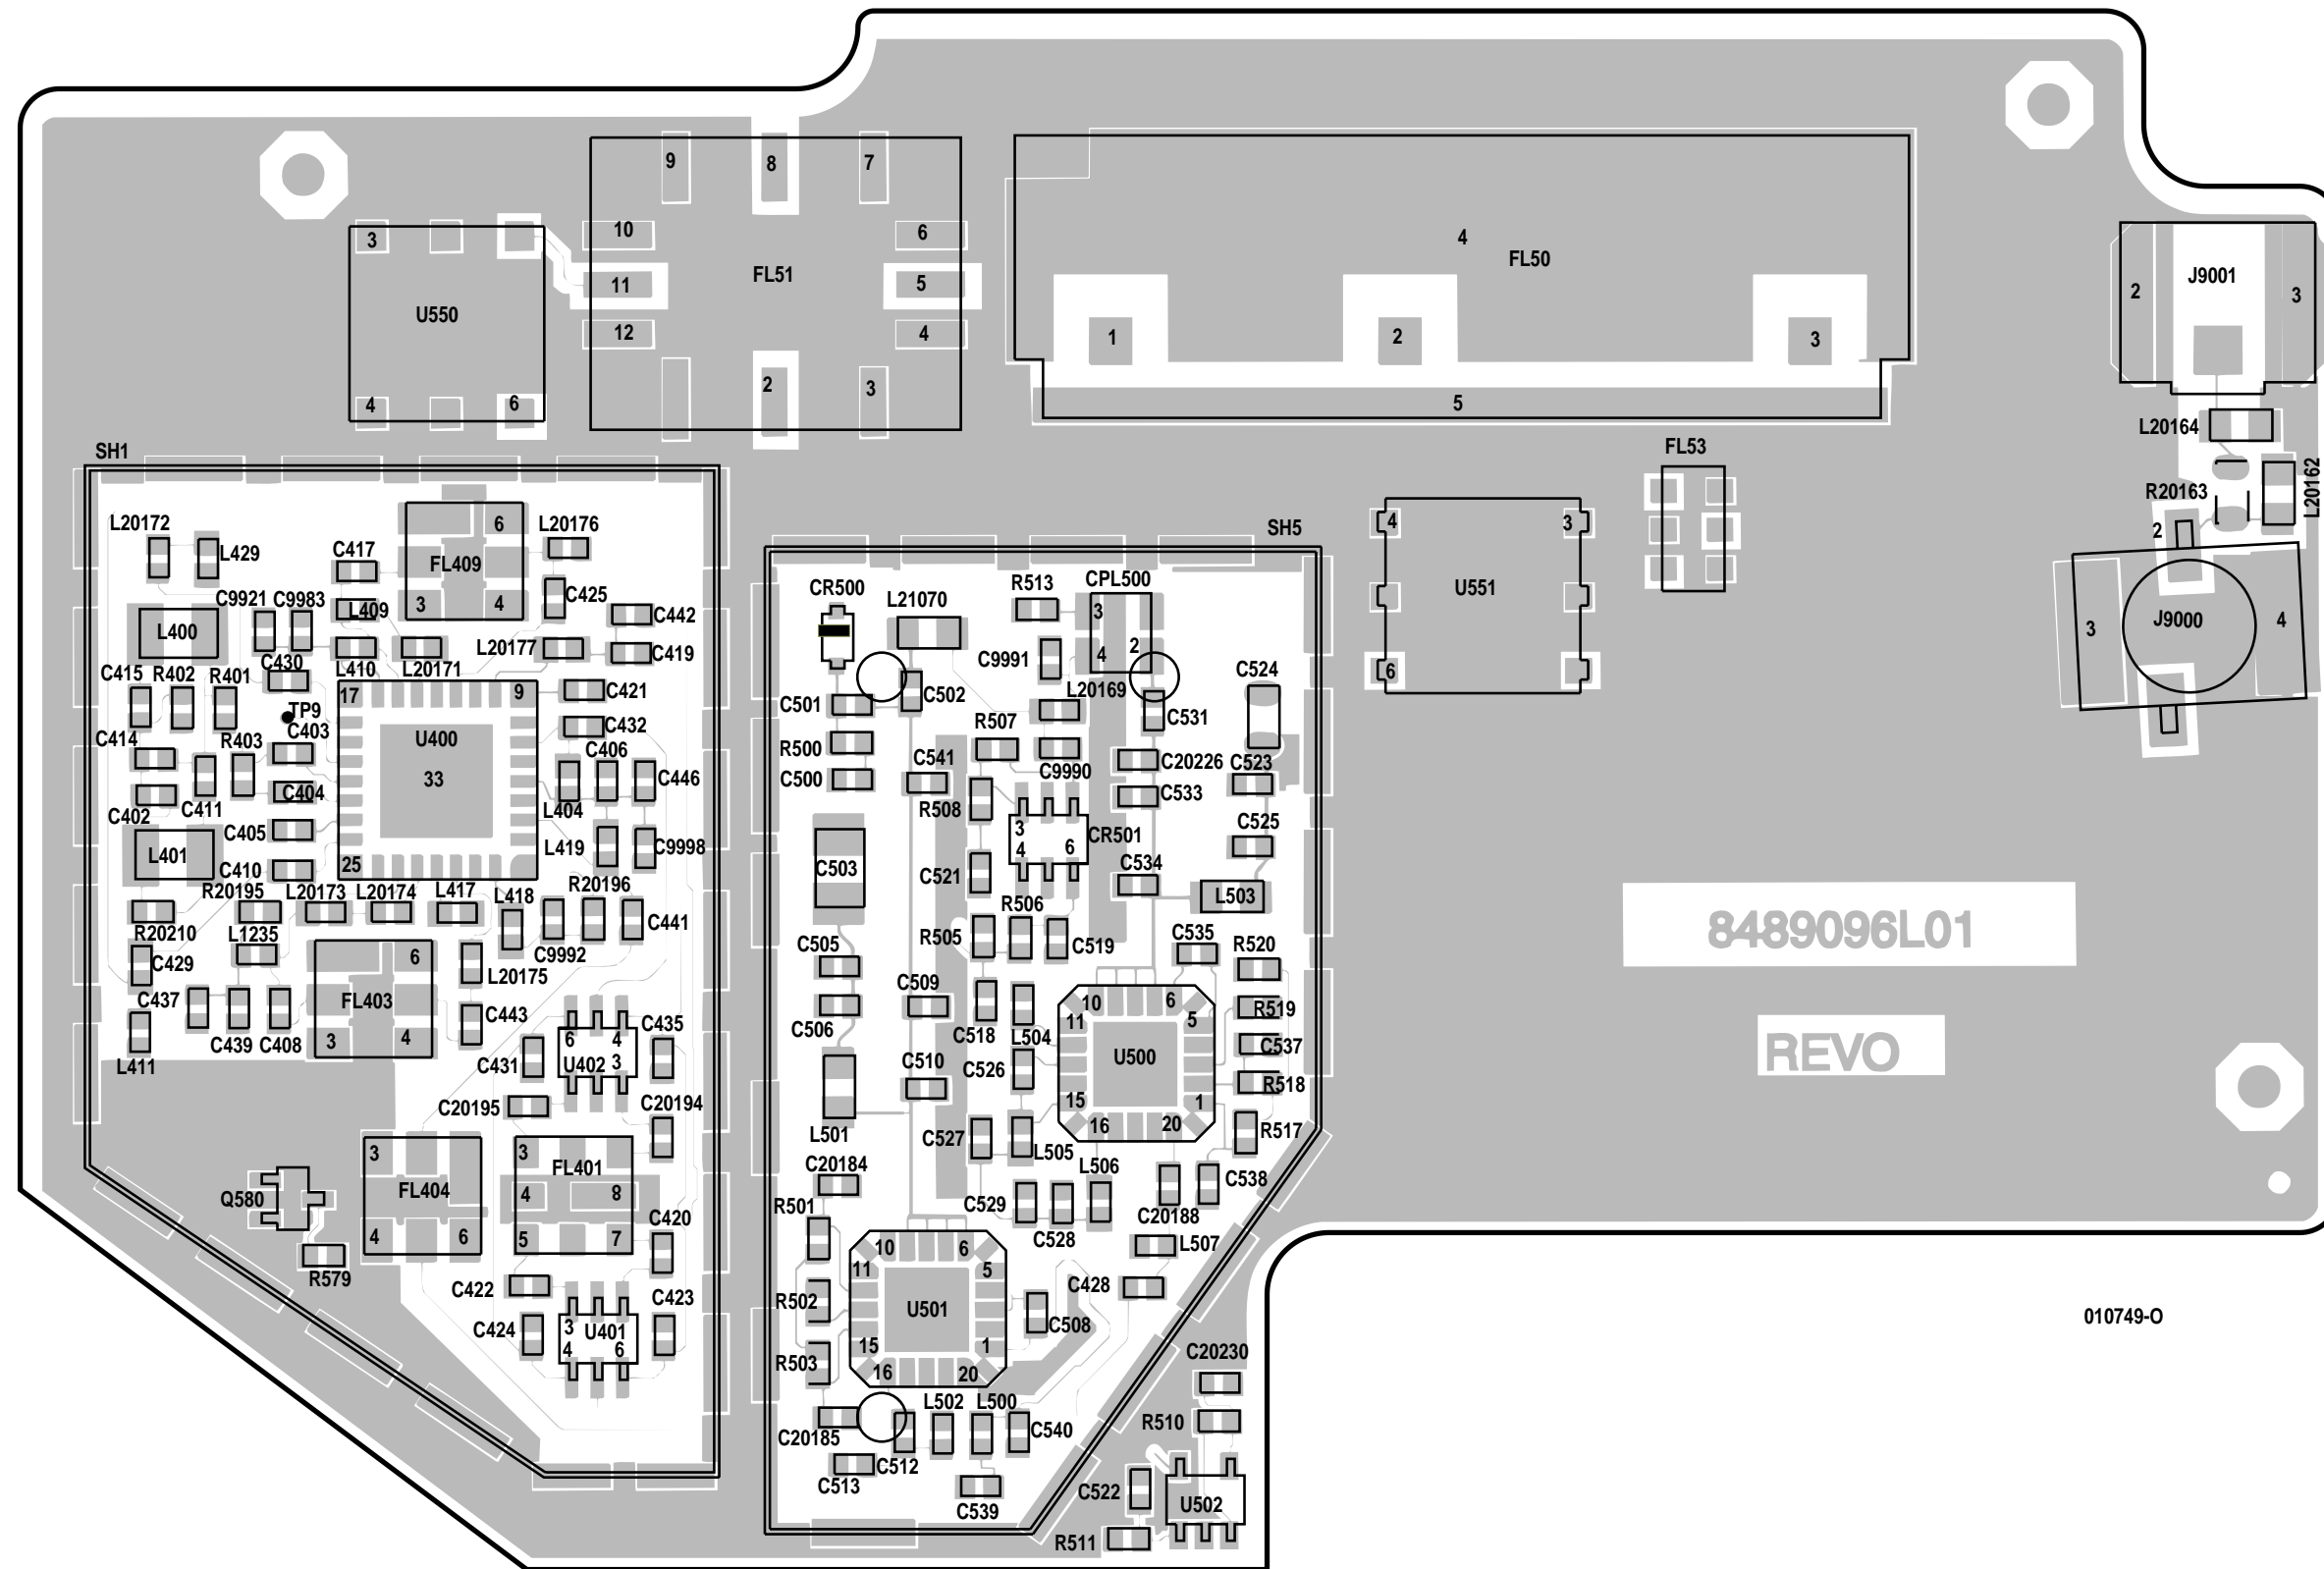 9
8
7
3
10
6
4
FL50
FL51
11
5
J9001
2
3
U550
12
4
1
2
3
4
6
2
3
5
L20164
SH1
FL53
L20162
R20163
2
L20172
L429
C417
6
L20176
SH5
4
3
FL409
CR500
R513
CPL500
U551
C9921
C9983
L409
3
4
C425
C442
L21070
3
J9000
4
3
L400
L20177
C419
C9991
4
2
C415
R402
R401
C430
L410
L20171
C421
C501
C502
L20169
C524
6
17
9
TP9
C403
C432
R507
C531
C414
R403
U400
C406
R500
C541
C20226
C446
C500
C9990
C523
33
C404
C533
C402
C411
L404
R508
3
CR501
C405
L419
C9998
4
6
C525
L401
C503
C534
C410
25
C521
R20195
L20173
L20174
L417
L418
R20196
L503
R506
8489096L01
R20210
L1235
C441
R505
C519
C535
R520
C429
6
C9992
C505
L20175
C437
FL403
C509
10
6
R519
C443
C435
11
5
C439
C408
3
4
6
4
C506
C518
L504
REVO
L411
C431
U402
3
C510
C526
U500
C537
R518
C20195
C20194
15
1
L501
C527
16
20
R517
3
3
FL401
L505
Q580
FL404
4
8
C20184
L506
C538
R501
C529
4
6
5
7
C420
C20188
10
6
C528
L507
R579
11
5
C422
C428
R502
U501
C423
C424
3
U401
C508
010749-O
4
6
15
1
R503
16
20
C20230
L502
L500
R510
C20185
C540
C513
C512
C522
C539
U502
R511